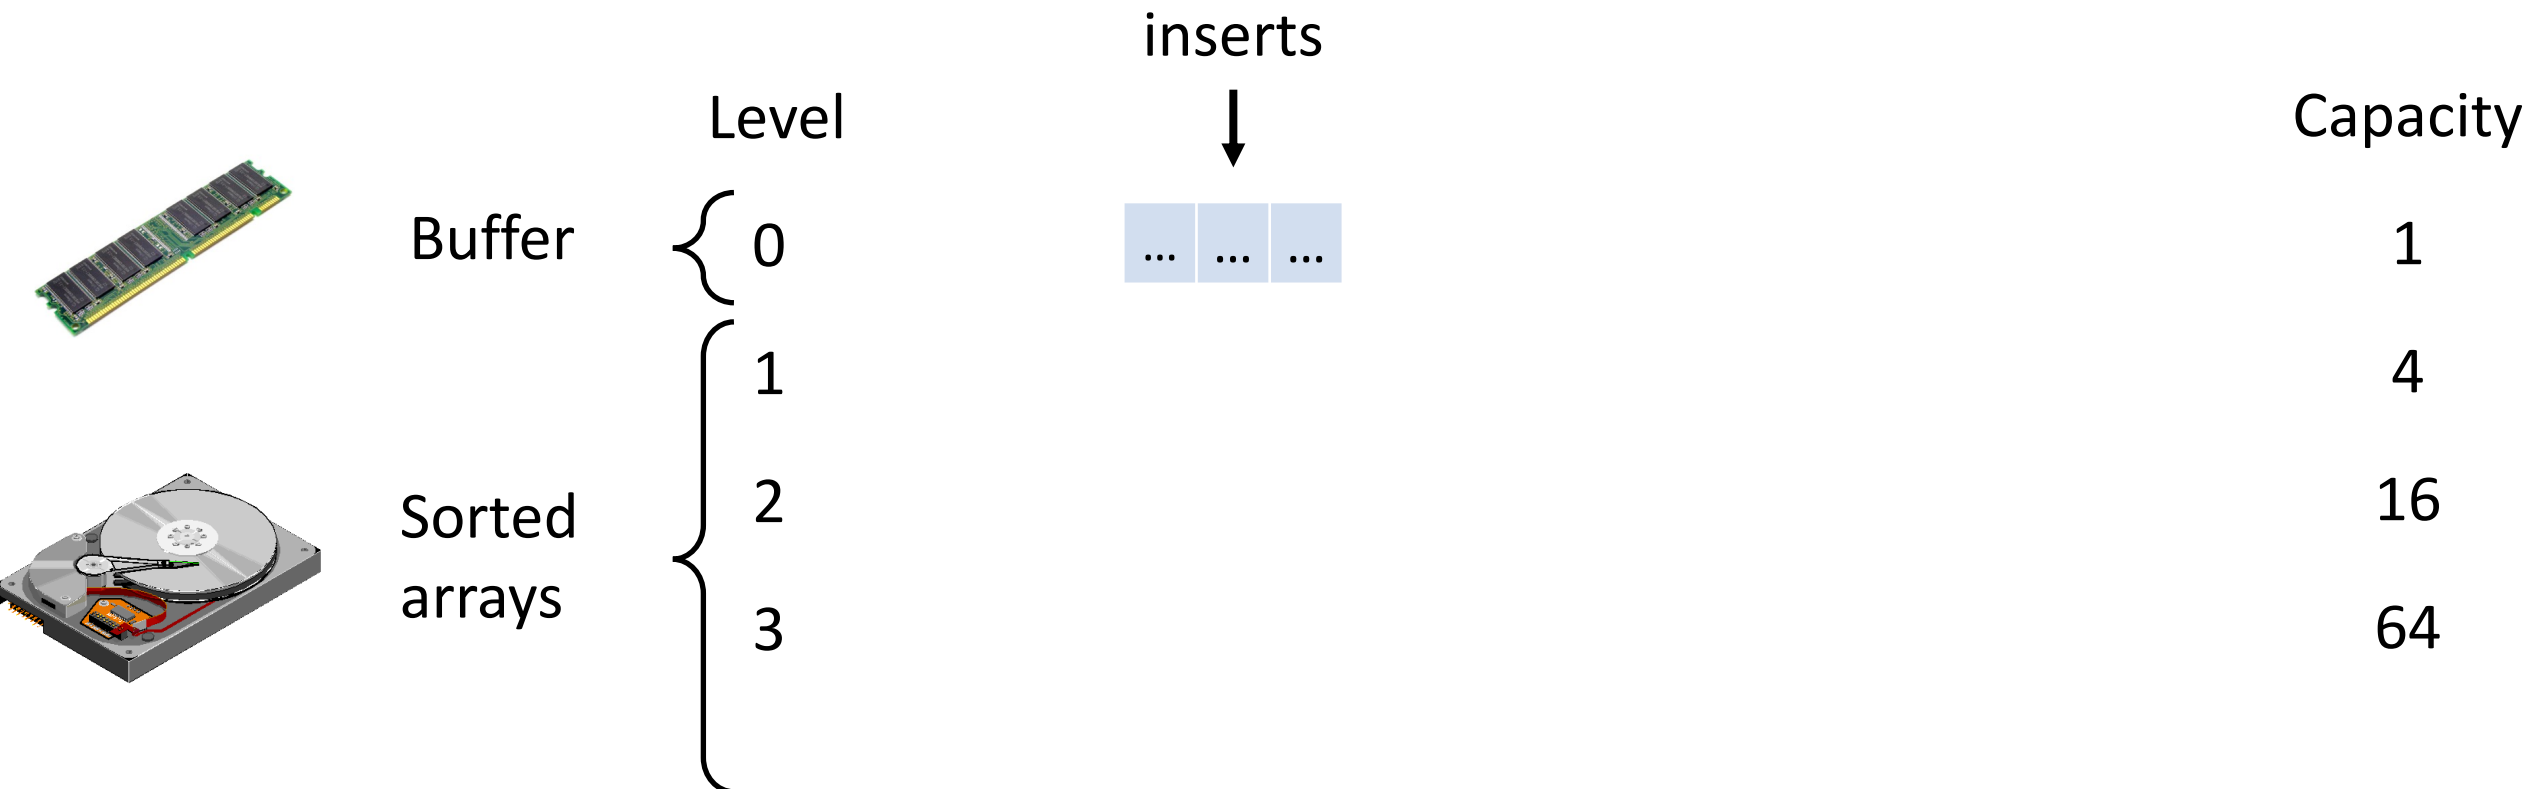 inserts
Level
Capacity
Buffer
0
... ... ...
1
1
4
2
16
Sorted
arrays
3
64